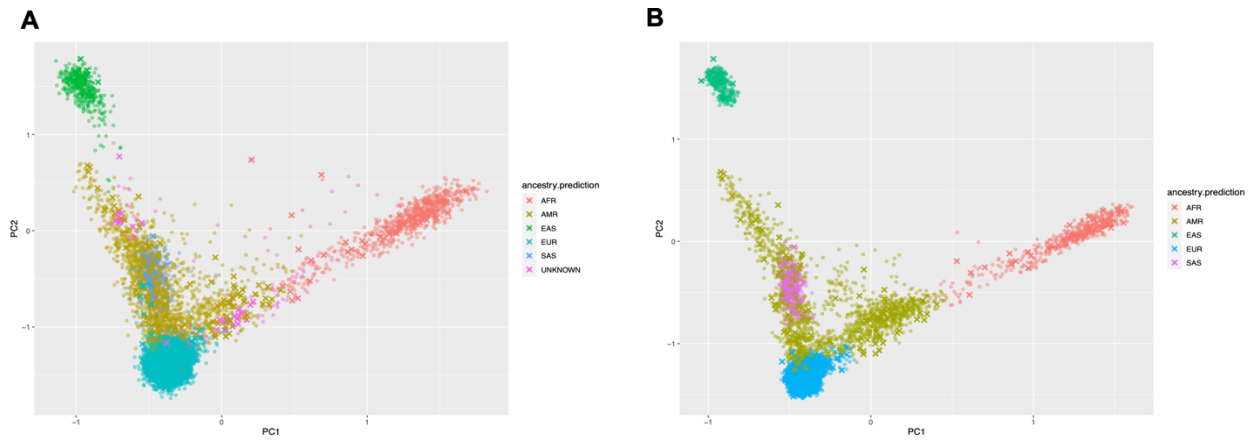 A
B
1
0
−1
PC2
−1
0
1
PC1
ancestry.prediction
AFR
AMR
EAS
EUR
SAS
UNKNOWN
1
0
−1
PC2
−1
0
1
PC1
ancestry.prediction
AFR
AMR
EAS
EUR
SAS